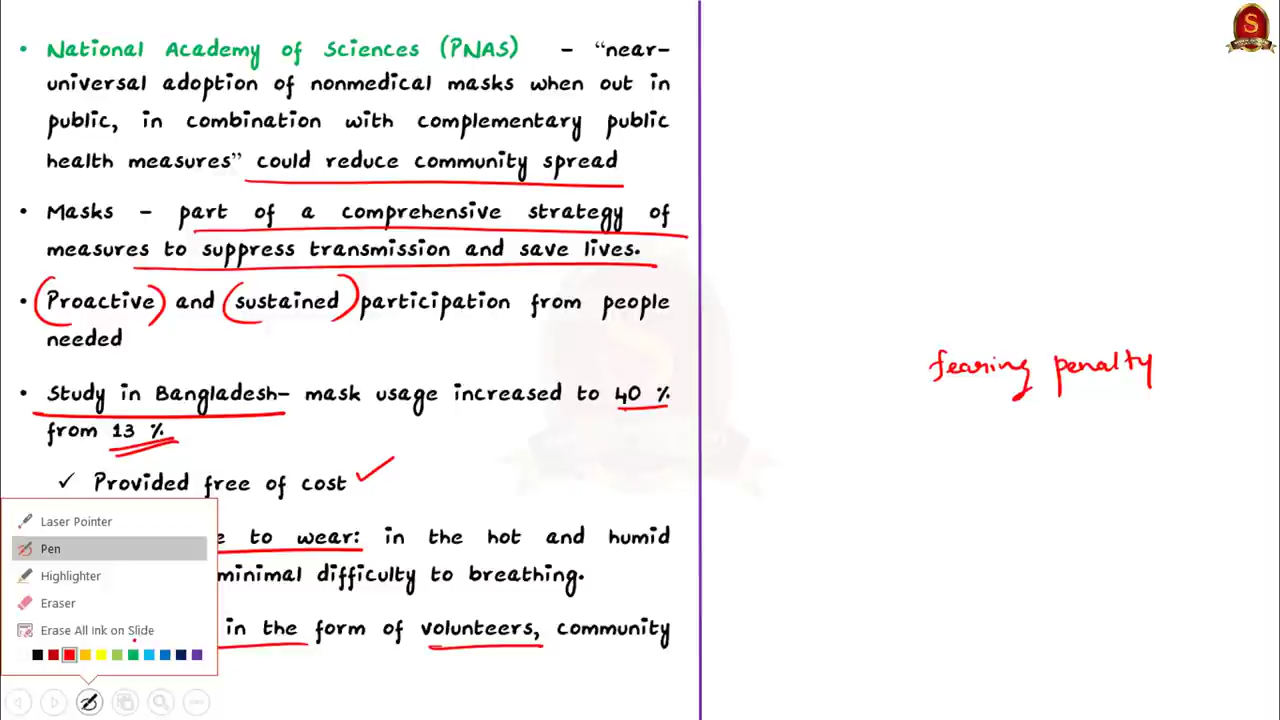 • National Academy of Sciences (PNAS) – “near-
universal adoption of nonmedical masks when out in
public, in combination with complementary public
health measures” could reduce community spread
• Masks – part of a comprehensive strategy of
measures to suppress transmission and save lives.
• Proactive and sustained participation from people
needed
• Study in Bangladesh– mask usage increased to 40 %
from 13 %
✓ Provided free of cost
e to wear: in the hot and humid
minimal difficulty to breathing.
in the form of volunteers, community
Laser Pointer
Pen
Highlighter
Eraser
Erase All Ink on Slide
fearing penalty
S